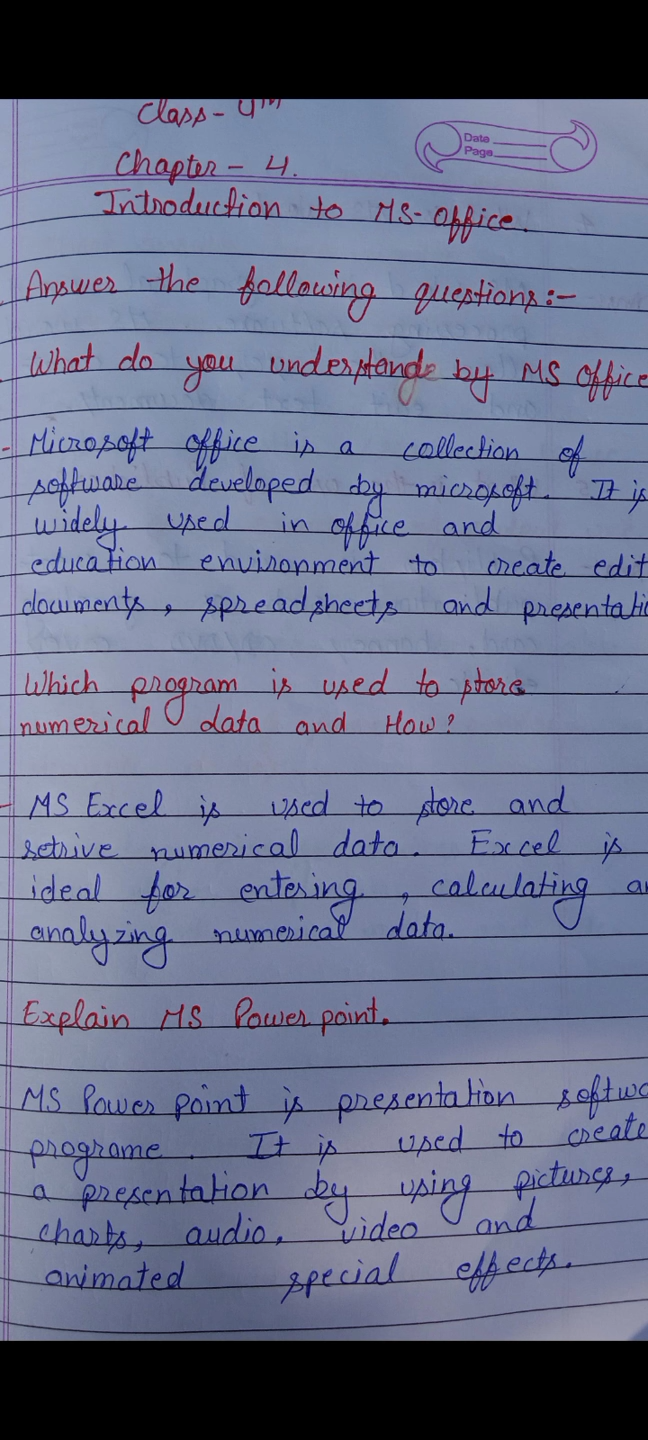 Class - 4th
Date
Page
Chapter - 4.
Introduction to MS-Office.
Answer the following questions:-
What do you understande by MS Office
- Microsoft office is a collection of
software developed by microsoft. It is
widely used in office and
education environment to create edit
documents, spreadsheets and presentatio
Which program is used to store
numerical data and How?
- MS Excel is used to store and
setrive numerical data. Excel is
ideal for entering, calculating a
analyzing numerical data.
Explain MS Power point.
MS Power point is presentation softwa
programe. It is used to create
a presentation by using pictures,
charts, audio, video and
animated special effects.